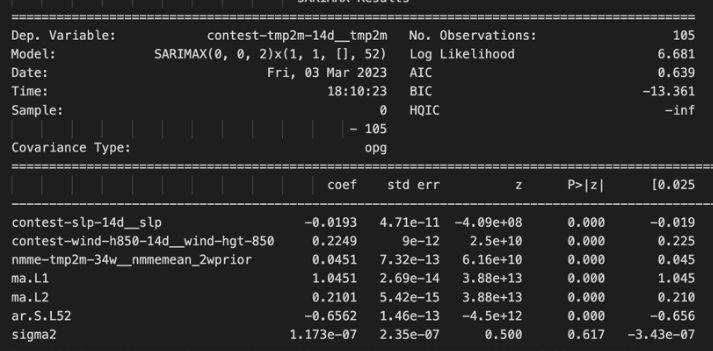 SARIMAX Results
==============================================================================
Dep. Variable: contest-tmp2m-14d__tmp2m No. Observations: 105
Model: SARIMAX(0, 0, 2)x(1, 1, [], 52) Log Likelihood 6.681
Date: Fri, 03 Mar 2023 AIC 0.639
Time: 18:10:23 BIC -13.361
Sample: 0 HQIC -inf
- 105
Covariance Type: opg
==============================================================================
coef std err z P>|z| [0.025
------------------------------------------------------------------------------
contest-slp-14d__slp -0.0193 4.71e-11 -4.09e+08 0.000 -0.019
contest-wind-h850-14d__wind-hgt-850 0.2249 9e-12 2.5e+10 0.000 0.225
nmme-tmp2m-34w__nmmemean_2wprior 0.0451 7.32e-13 6.16e+10 0.000 0.045
ma.L1 1.0451 2.69e-14 3.88e+13 0.000 1.045
ma.L2 0.2101 5.42e-15 3.88e+13 0.000 0.210
ar.S.L52 -0.6562 1.46e-13 -4.5e+12 0.000 -0.656
sigma2 1.173e-07 2.35e-07 0.500 0.617 -3.43e-07